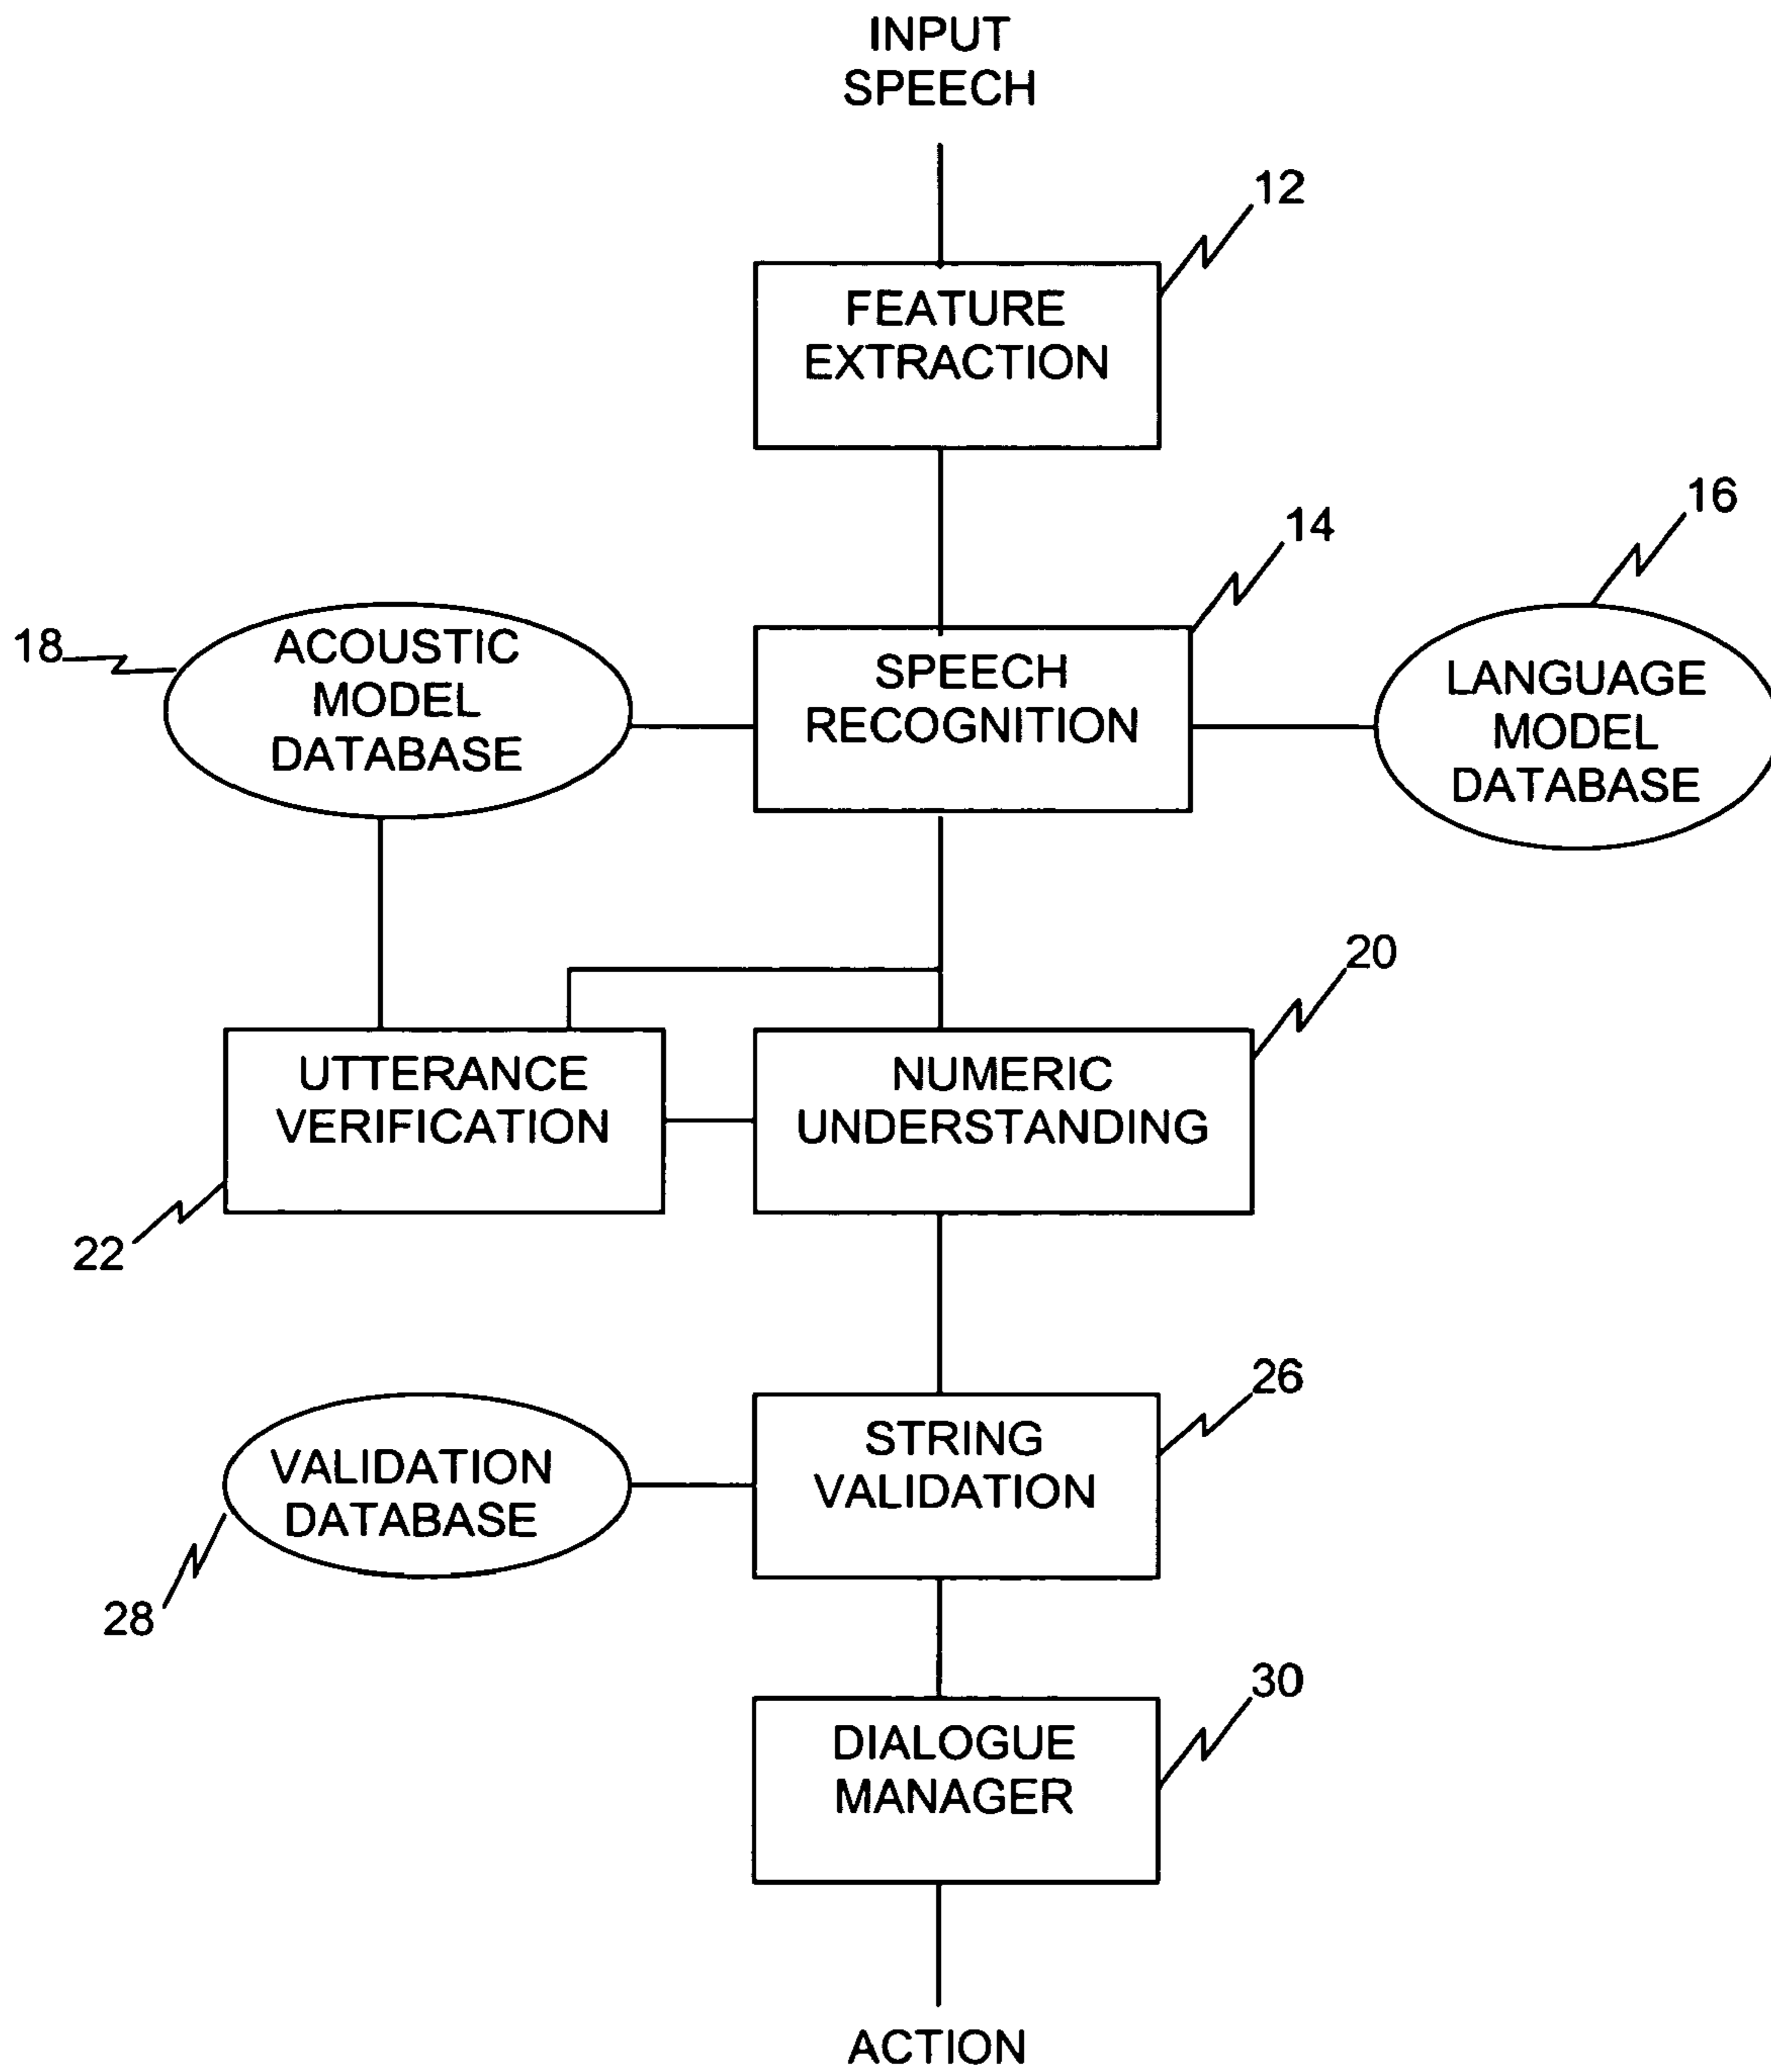 INPUT
SPEECH
12
FEATURE
EXTRACTION
16
14
18
ACOUSTIC
MODEL
DATABASE
SPEECH
RECOGNITION
LANGUAGE
MODEL
DATABASE
20
UTTERANCE
VERIFICATION
NUMERIC
UNDERSTANDING
22
26
VALIDATION
DATABASE
STRING
VALIDATION
28
30
DIALOGUE
MANAGER
ACTION